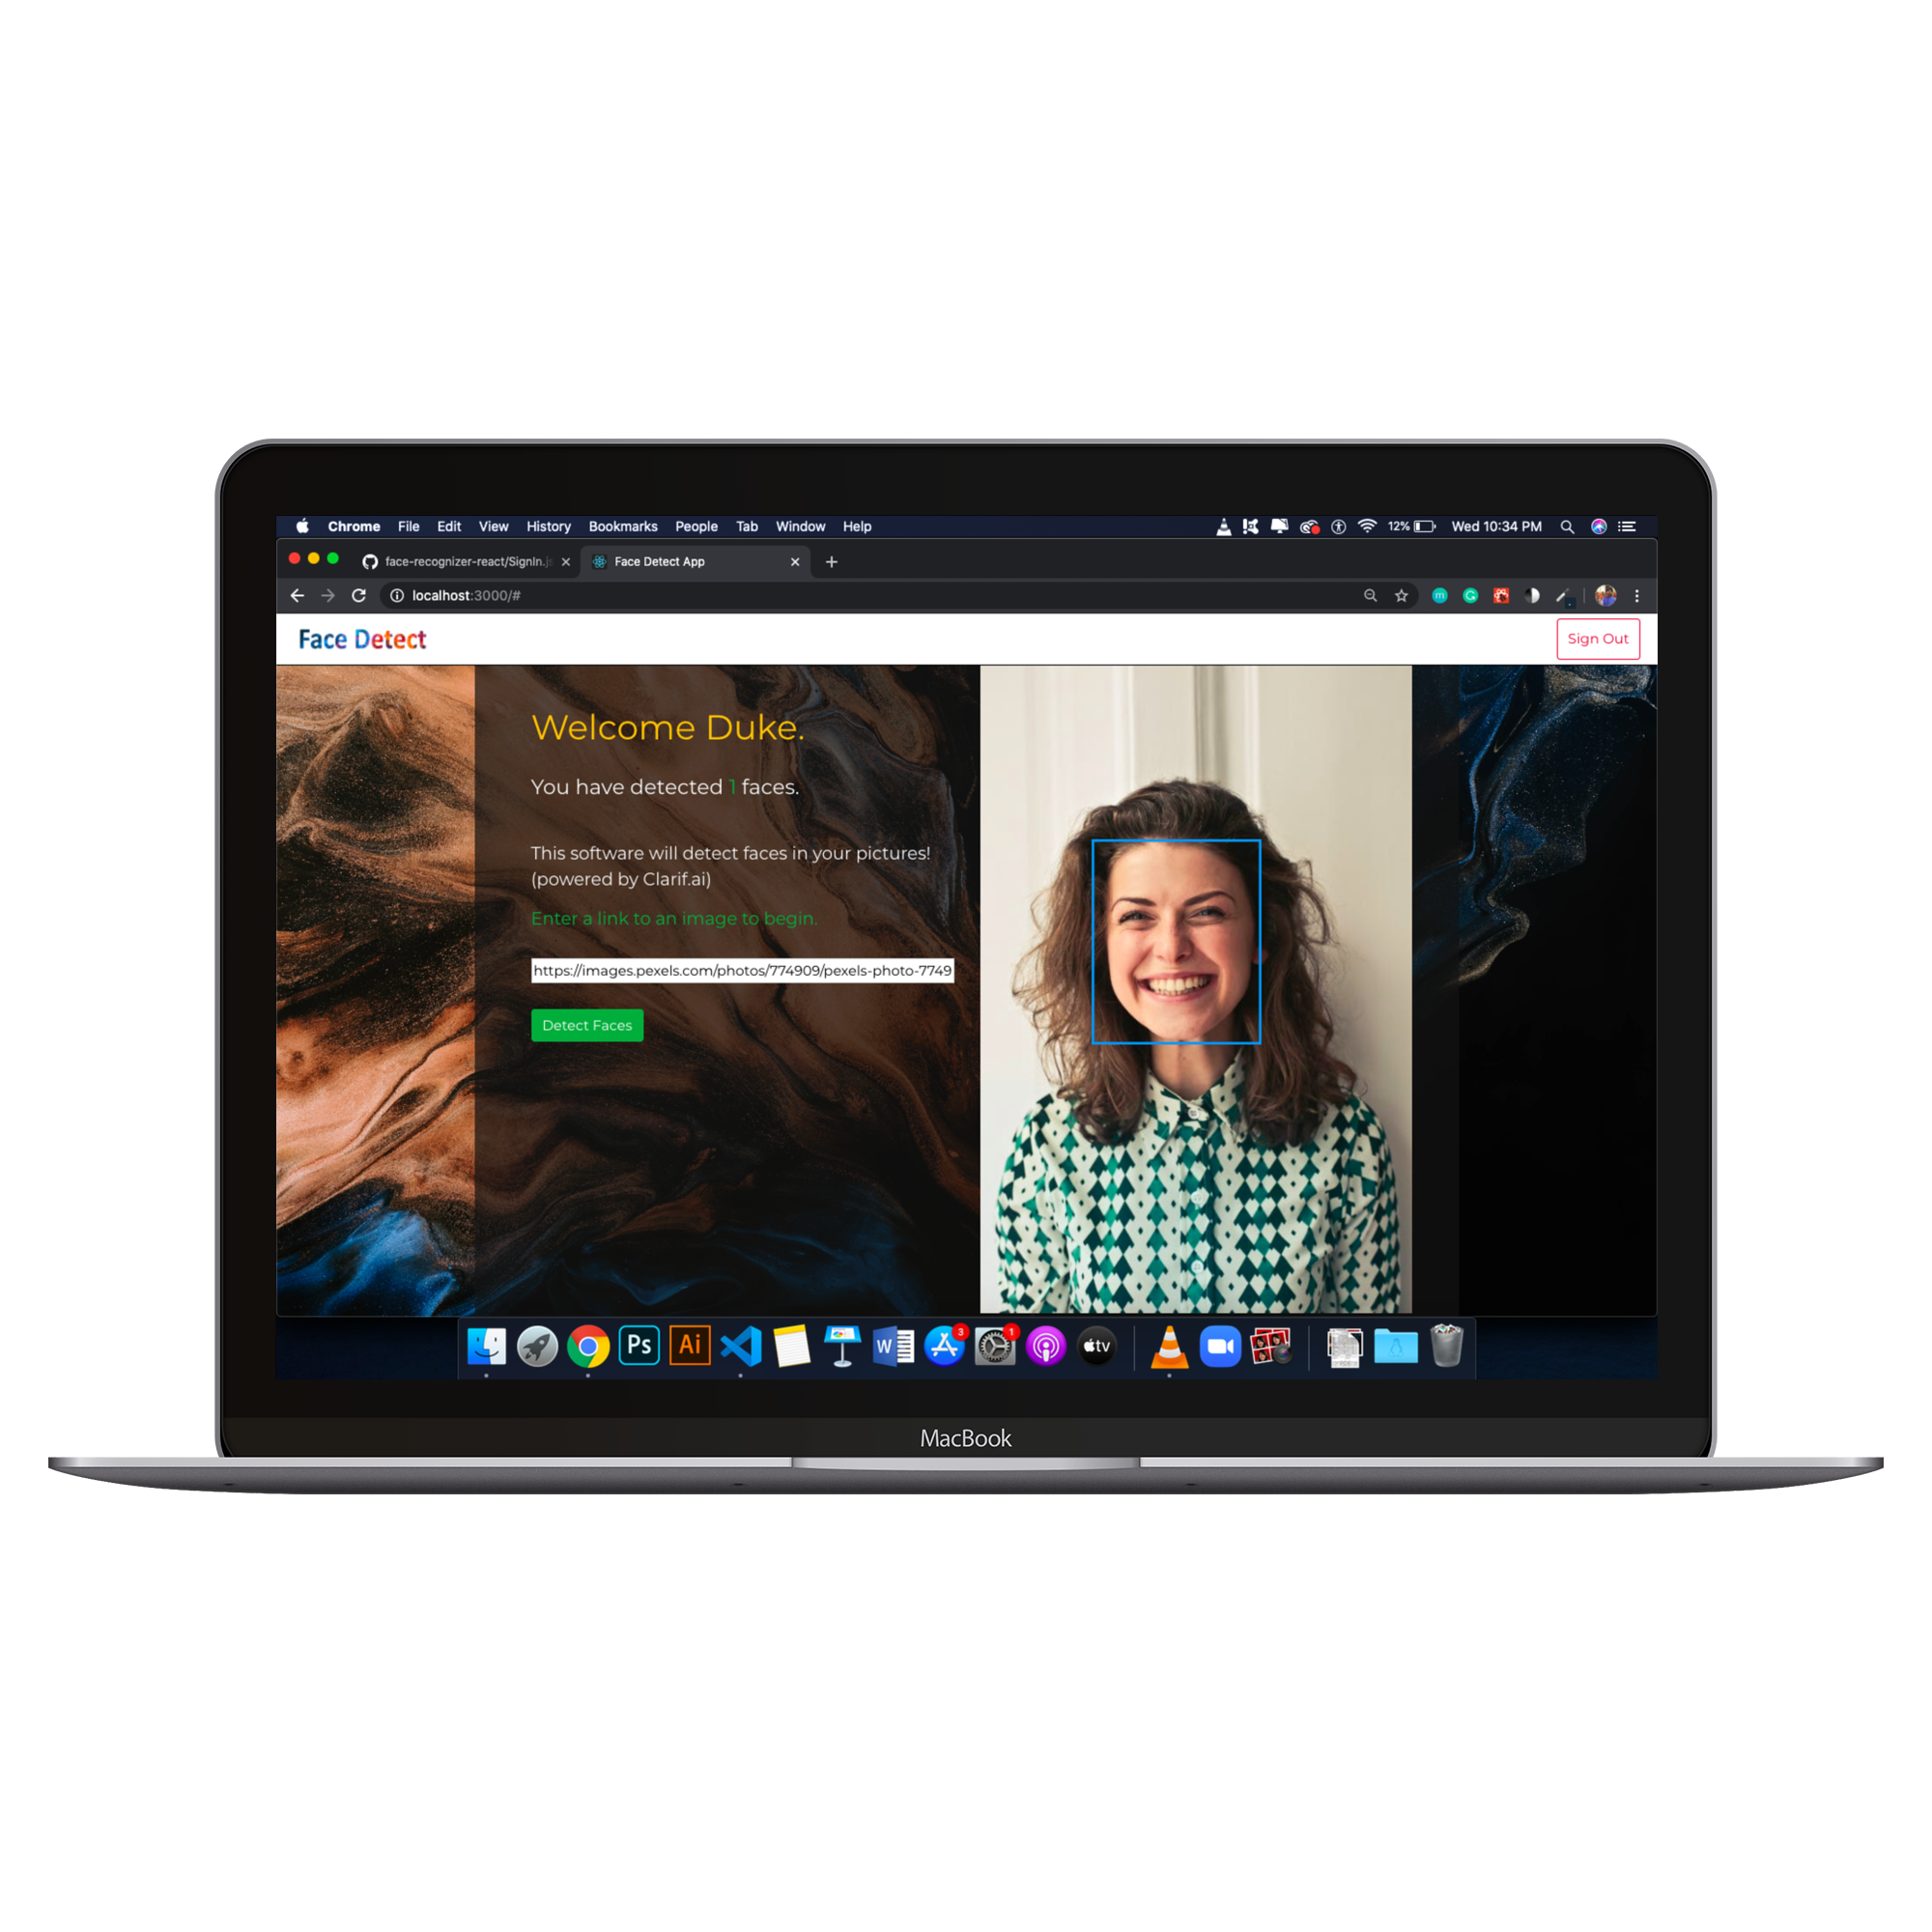 Chrome File Edit View History Bookmarks People Tab Window Help 12% Wed 10:34 PM
face-recognizer-react/SignIn.js Face Detect App
localhost:3000/#
Face Detect Sign Out
Welcome Duke.
You have detected 1 faces.
This software will detect faces in your pictures!
(powered by Clarif.ai)
Enter a link to an image to begin.
https://images.pexels.com/photos/774909/pexels-photo-7749
Detect Faces
Ps Ai W 3 1 tv
MacBook